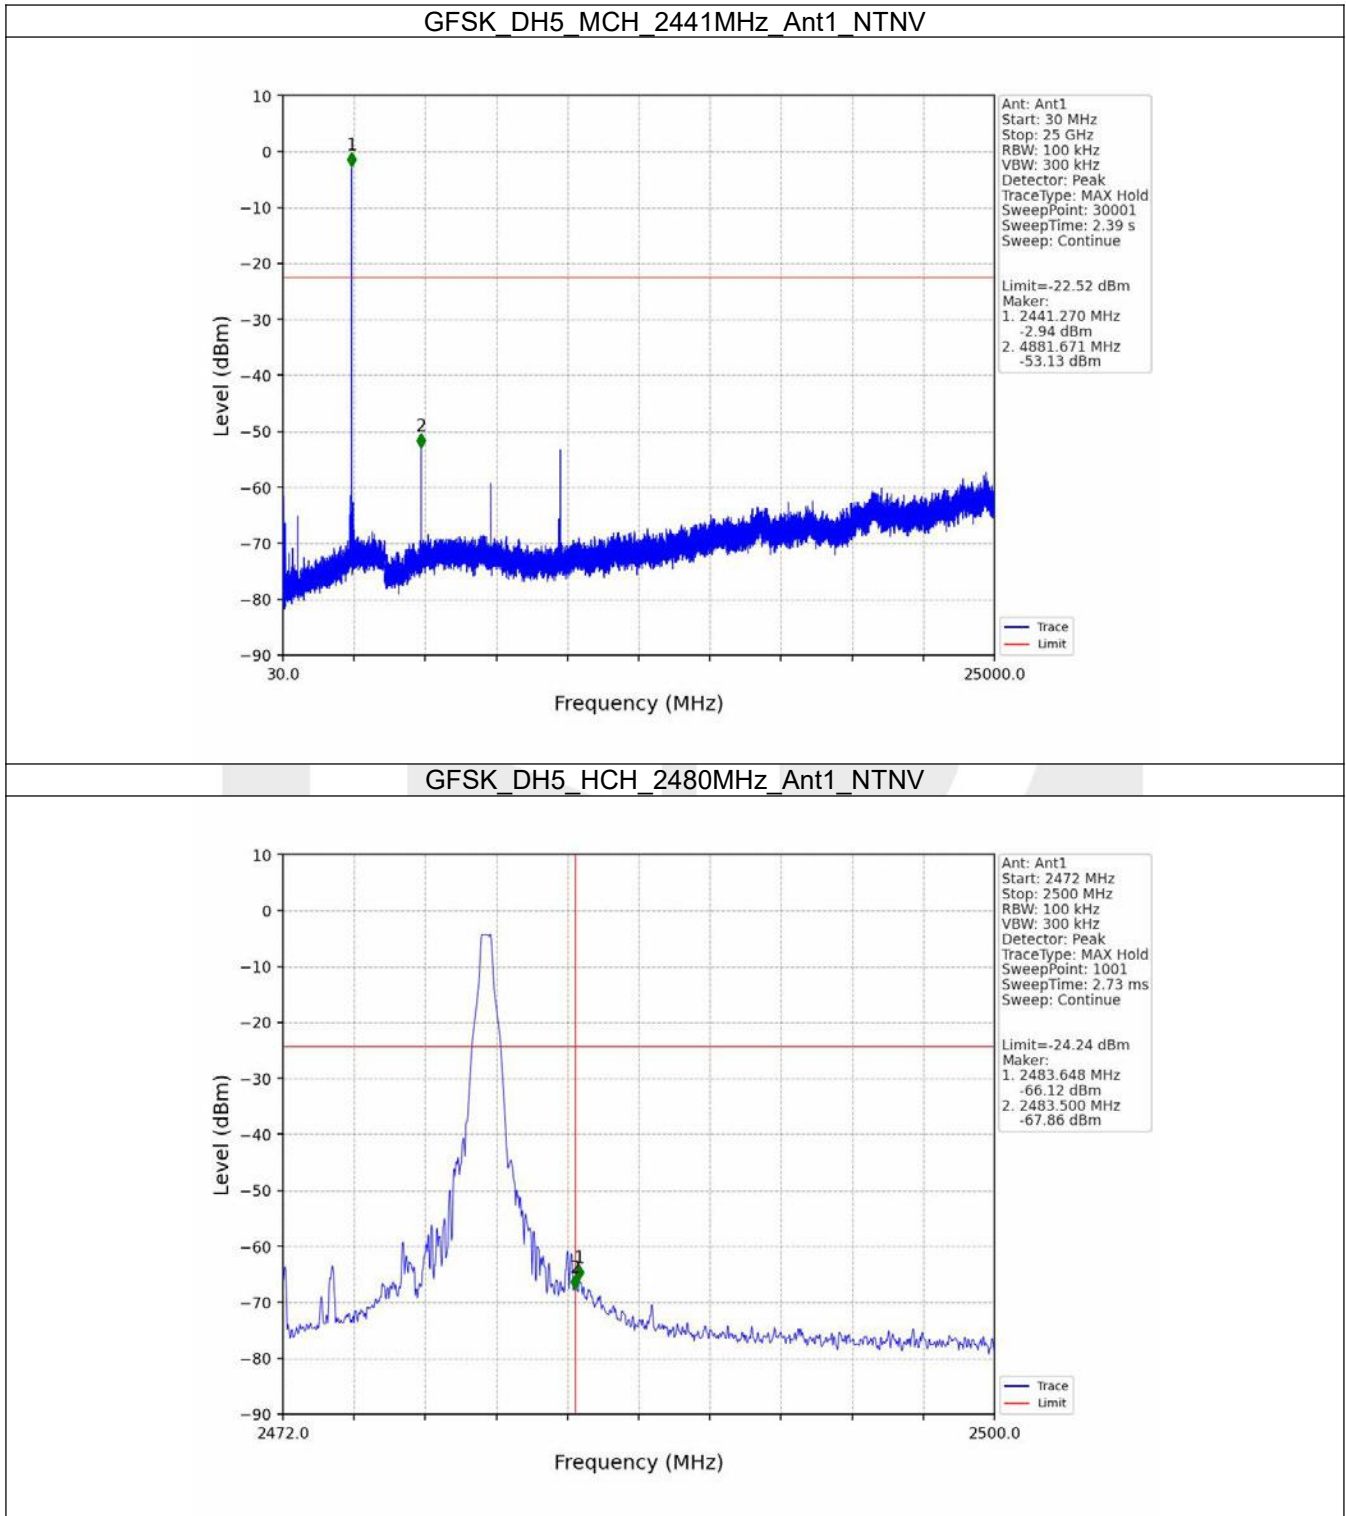 GFSK_DH5_MCH_2441MHz_Ant1_NTNV
10
0
−10
−20
−30
−40
−50
−60
−70
−80
−90
Level (dBm)
1
2
30.0
25000.0
Frequency (MHz)
Ant: Ant1
Start: 30 MHz
Stop: 25 GHz
RBW: 100 kHz
VBW: 300 kHz
Detector: Peak
TraceType: MAX Hold
SweepPoint: 30001
SweepTime: 2.39 s
Sweep: Continue
Limit=-22.52 dBm
Maker:
1. 2441.270 MHz
-2.94 dBm
2. 4881.671 MHz
-53.13 dBm
Trace
Limit
GFSK_DH5_HCH_2480MHz_Ant1_NTNV
10
0
−10
−20
−30
−40
−50
−60
−70
−80
−90
Level (dBm)
1
2
2472.0
2500.0
Frequency (MHz)
Ant: Ant1
Start: 2472 MHz
Stop: 2500 MHz
RBW: 100 kHz
VBW: 300 kHz
Detector: Peak
TraceType: MAX Hold
SweepPoint: 1001
SweepTime: 2.73 ms
Sweep: Continue
Limit=-24.24 dBm
Maker:
1. 2483.648 MHz
-66.12 dBm
2. 2483.500 MHz
-67.86 dBm
Trace
Limit